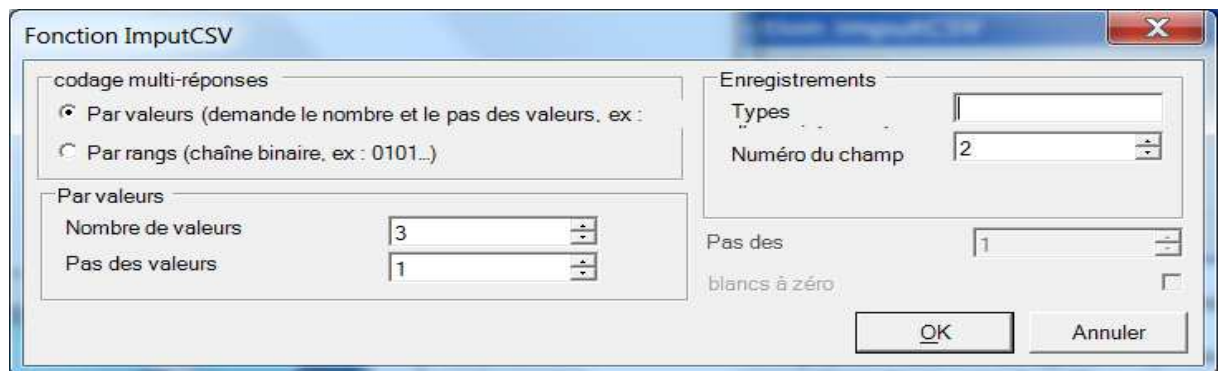 Fonction ImputCSV
codage multi-réponses
Par valeurs (demande le nombre et le pas des valeurs, ex :
Par rangs (chaîne binaire, ex : 0101...)
Par valeurs
Nombre de valeurs 3
Pas des valeurs 1
Enregistrements
Types
Numéro du champ 2
Pas des 1
blancs à zéro
OK Annuler